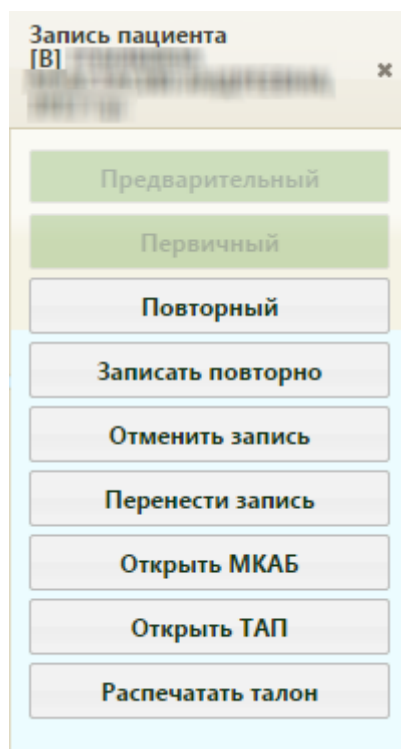 Запись пациента
[В]
Предварительный
Первичный
Повторный
Записать повторно
Отменить запись
Перенести запись
Открыть МКАБ
Открыть ТАП
Распечатать талон